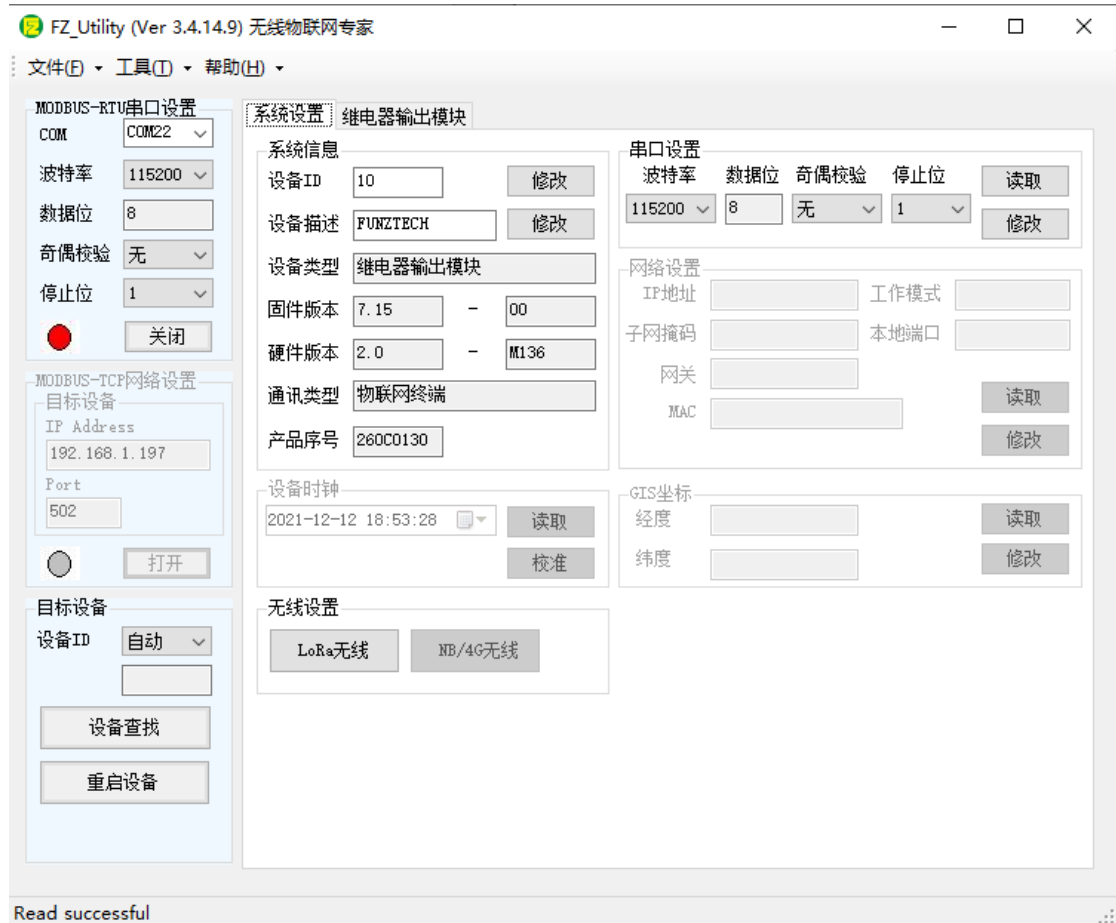 FZ_Utility (Ver 3.4.14.9) 无线物联网专家
文件(F) 工具(T) 帮助(H)
MODBUS-RTU串口设置
COM COM22
波特率 115200
数据位 8
奇偶校验 无
停止位 1
关闭
MODBUS-TCP网络设置
目标设备
IP Address
192.168.1.197
Port
502
打开
目标设备
设备ID 自动
设备查找
重启设备
系统设置 继电器输出模块
系统信息
设备ID 10 修改
设备描述 FUNZTECH 修改
设备类型 继电器输出模块
固件版本 7.15 - 00
硬件版本 2.0 - M136
通讯类型 物联网终端
产品序号 260C0130
设备时钟
2021-12-12 18:53:28 读取
校准
无线设置
LoRa无线 NB/4G无线
串口设置
波特率 数据位 奇偶校验 停止位 读取
115200 8 无 1 修改
网络设置
IP地址 工作模式
子网掩码 本地端口
网关 读取
MAC 修改
GIS坐标
经度 读取
纬度 修改
Read successful